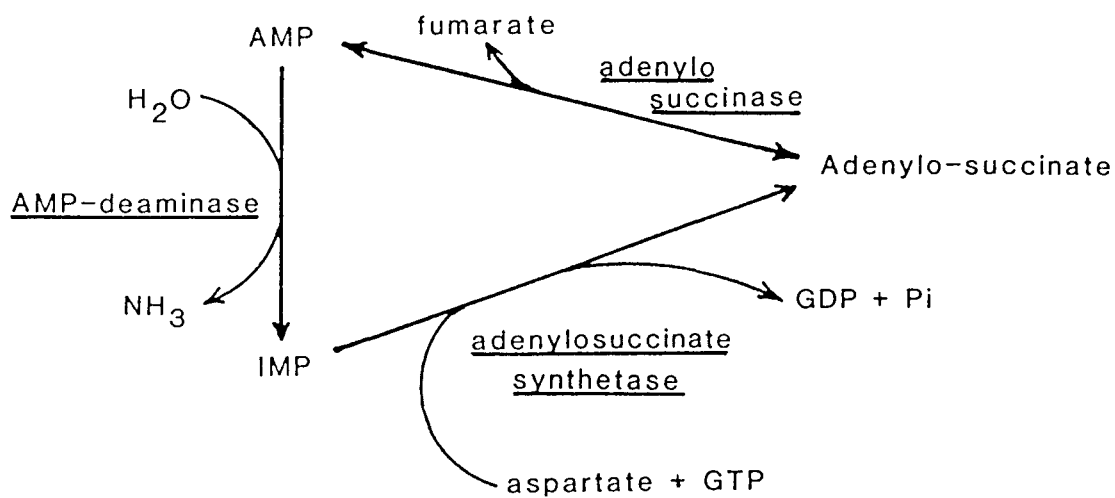 AMP
fumarate
adenylo
succinase
H₂O
Adenylo-succinate
AMP-deaminase
NH₃
GDP + Pi
IMP
adenylosuccinate
synthetase
aspartate + GTP